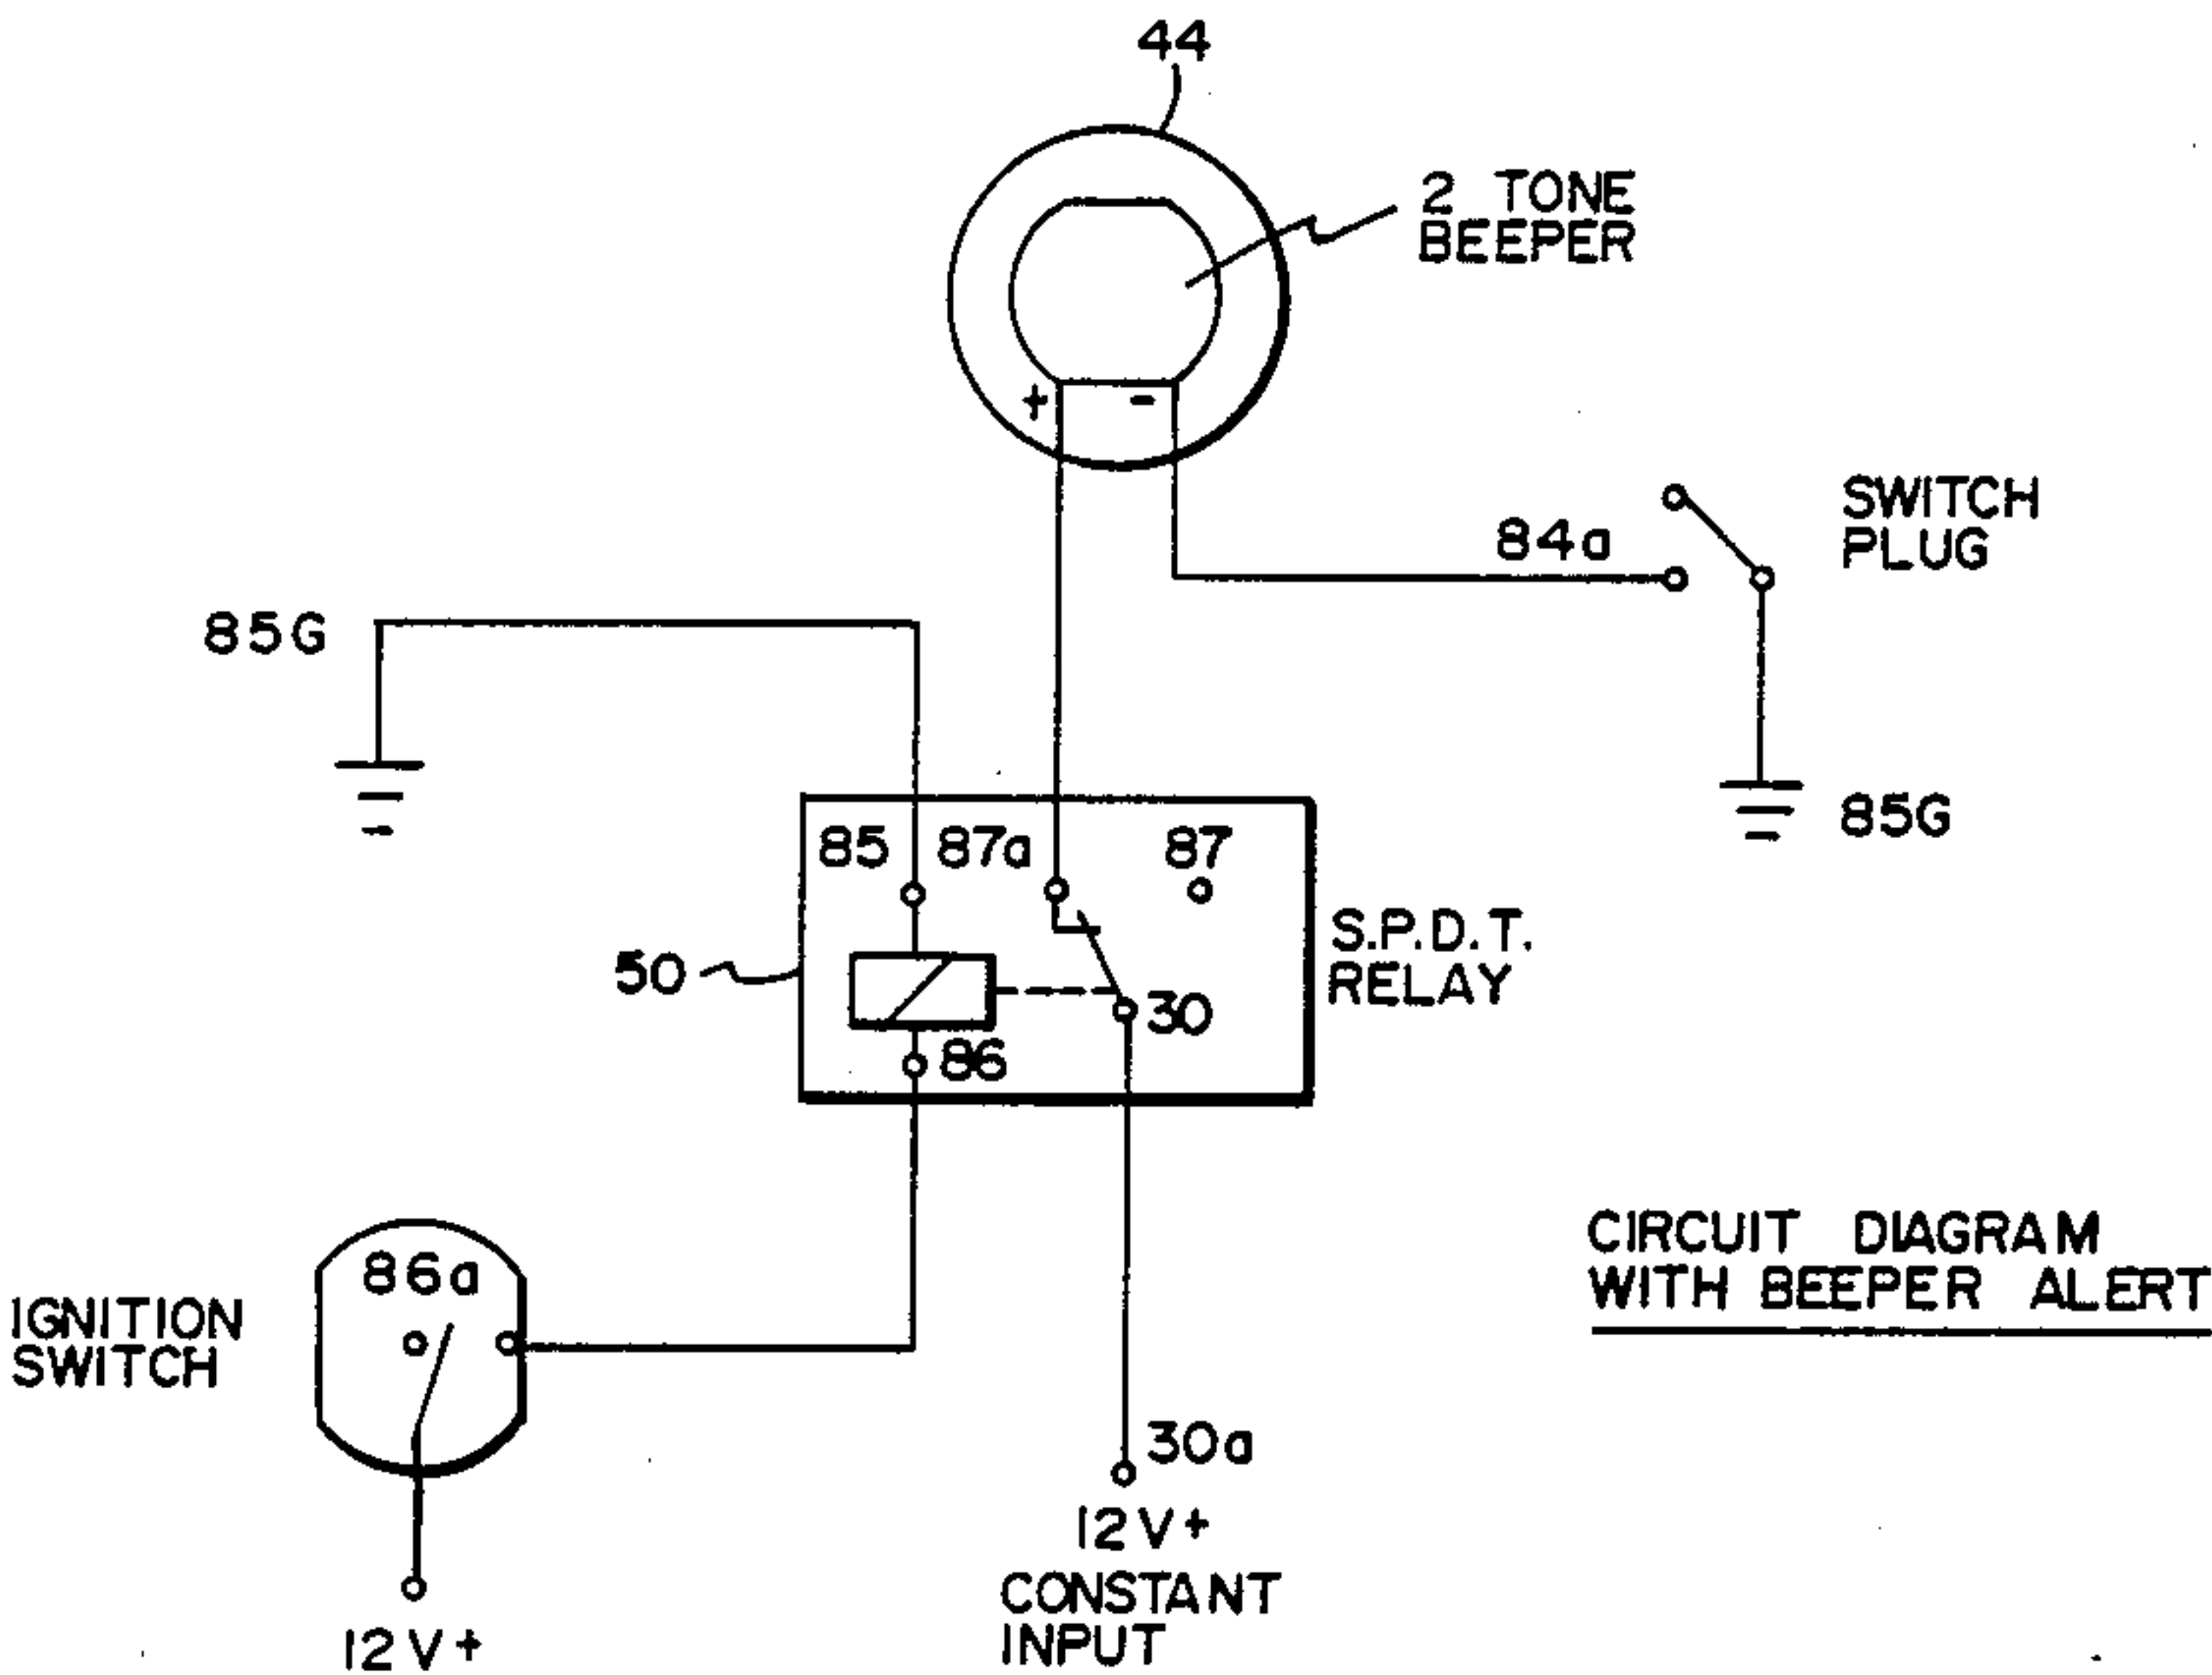 44
2 TONE
BEEPER
SWITCH
PLUG
84a
+ -
85G
85G
85 87a 87
S.P.D.T.
RELAY
50
30
86
CIRCUIT DIAGRAM
WITH BEEPER ALERT
86a
IGNITION
SWITCH
30a
12V+
CONSTANT
INPUT
12V+